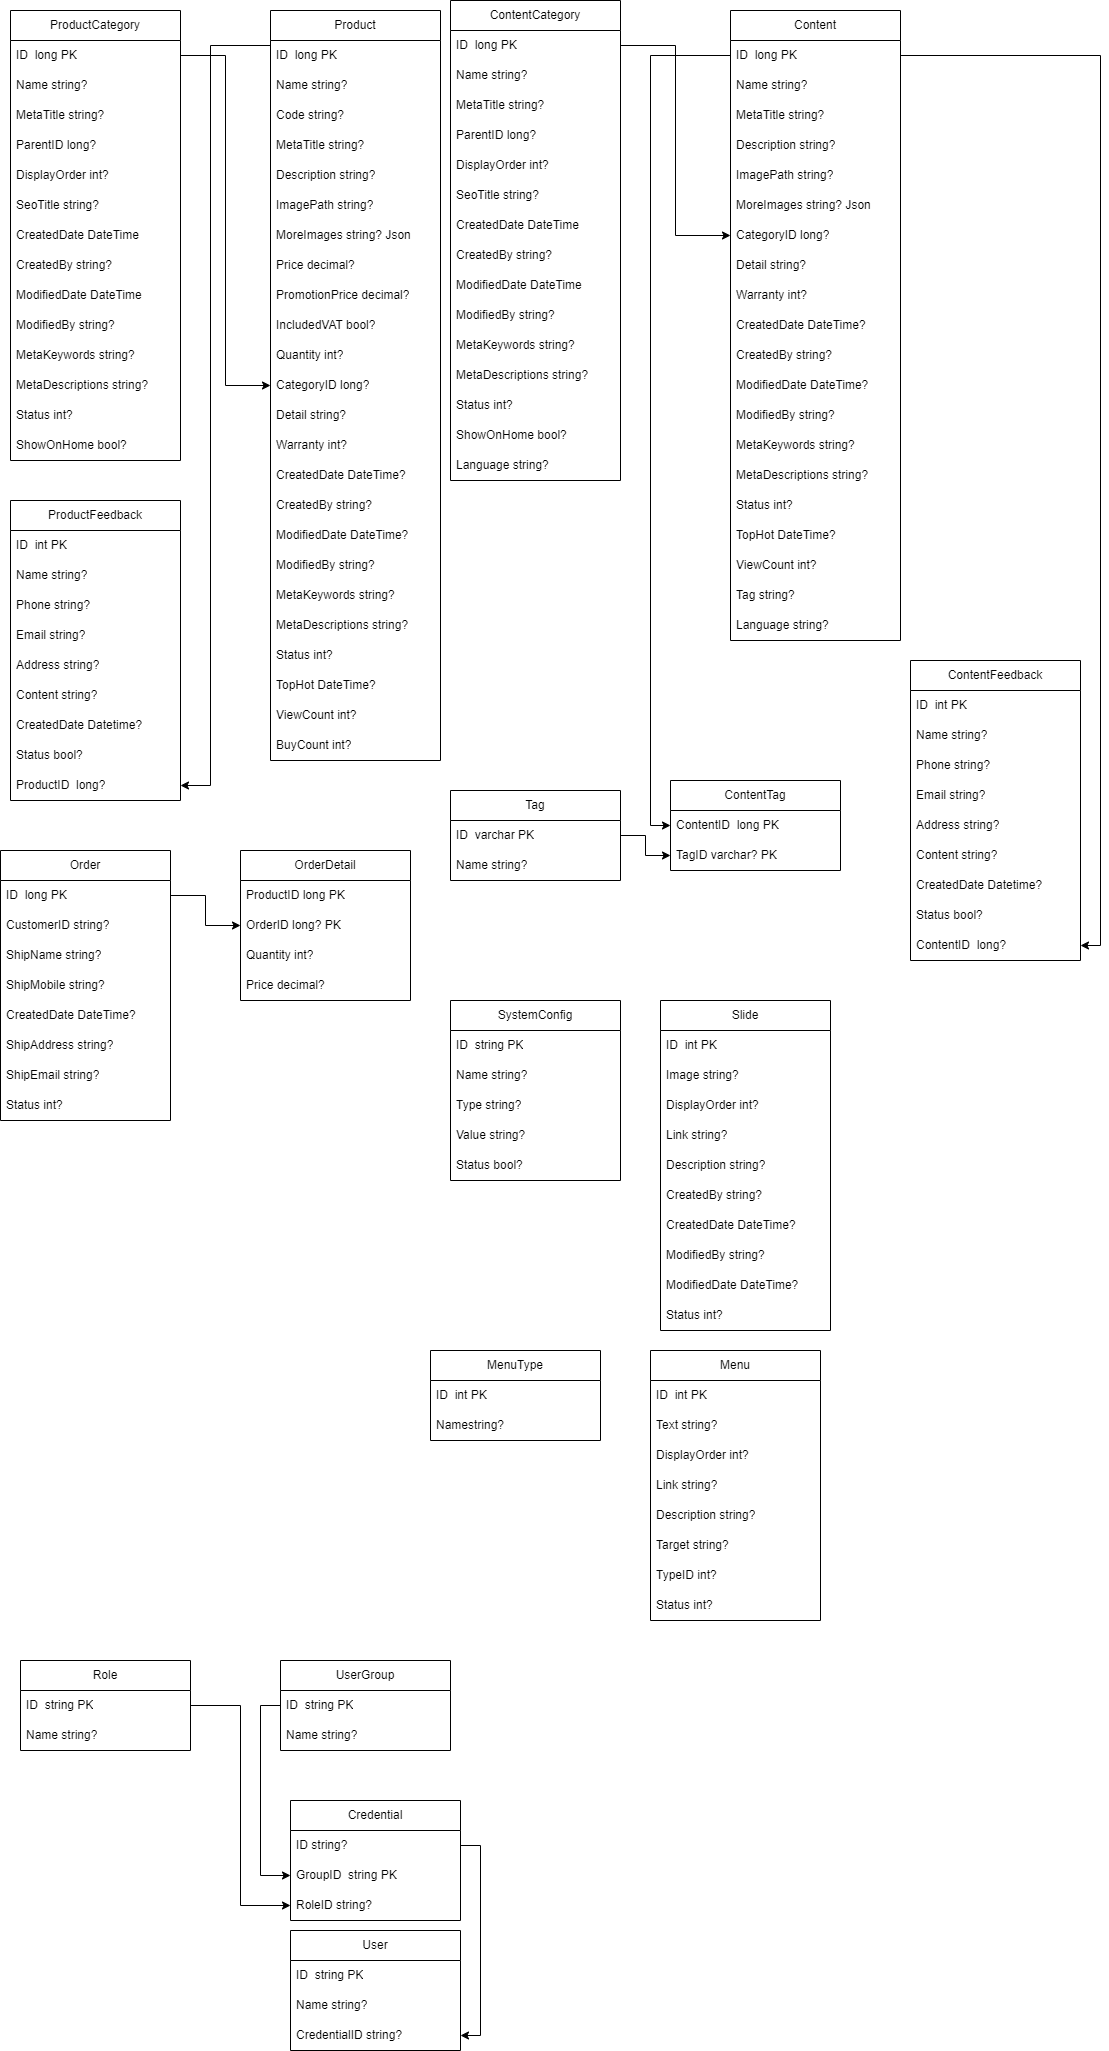 ProductCategory
ID  long PK
Name string?
MetaTitle string?
ParentID long?
DisplayOrder int?
SeoTitle string?
CreatedDate DateTime
CreatedBy string?
ModifiedDate DateTime
ModifiedBy string?
MetaKeywords string?
MetaDescriptions string?
Status int?
ShowOnHome bool?
Product
ID  long PK
Name string?
Code string?
MetaTitle string?
Description string?
ImagePath string?
MoreImages string? Json
Price decimal?
PromotionPrice decimal?
IncludedVAT bool?
Quantity int?
CategoryID long?
Detail string?
Warranty int?
CreatedDate DateTime?
CreatedBy string?
ModifiedDate DateTime?
ModifiedBy string?
MetaKeywords string?
MetaDescriptions string?
Status int?
TopHot DateTime?
ViewCount int?
BuyCount int?
ContentCategory
ID  long PK
Name string?
MetaTitle string?
ParentID long?
DisplayOrder int?
SeoTitle string?
CreatedDate DateTime
CreatedBy string?
ModifiedDate DateTime
ModifiedBy string?
MetaKeywords string?
MetaDescriptions string?
Status int?
ShowOnHome bool?
Language string?
Content
ID  long PK
Name string?
MetaTitle string?
Description string?
ImagePath string?
MoreImages string? Json
CategoryID long?
Detail string?
Warranty int?
CreatedDate DateTime?
CreatedBy string?
ModifiedDate DateTime?
ModifiedBy string?
MetaKeywords string?
MetaDescriptions string?
Status int?
TopHot DateTime?
ViewCount int?
Tag string?
Language string?
ProductFeedback
ID  int PK
Name string?
Phone string?
Email string?
Address string?
Content string?
CreatedDate Datetime?
Status bool?
ProductID  long?
ContentFeedback
ID  int PK
Name string?
Phone string?
Email string?
Address string?
Content string?
CreatedDate Datetime?
Status bool?
ContentID  long?
Tag
ID  varchar PK
Name string?
ContentTag
ContentID  long PK
TagID varchar? PK
Order
ID  long PK
CustomerID string?
ShipName string?
ShipMobile string?
CreatedDate DateTime?
ShipAddress string?
ShipEmail string?
Status int?
OrderDetail
ProductID long PK
OrderID long? PK
Quantity int?
Price decimal?
SystemConfig
ID  string PK
Name string?
Type string?
Value string?
Status bool?
Slide
ID  int PK
Image string?
DisplayOrder int?
Link string?
Description string?
CreatedBy string?
CreatedDate DateTime?
ModifiedBy string?
ModifiedDate DateTime?
Status int?
MenuType
ID  int PK
Namestring?
Menu
ID  int PK
Text string?
DisplayOrder int?
Link string?
Description string?
Target string?
TypeID int?
Status int?
Role
ID  string PK
Name string?
UserGroup
ID  string PK
Name string?
Credential
ID string?
GroupID  string PK
RoleID string?
User
ID  string PK
Name string?
CredentialID string?